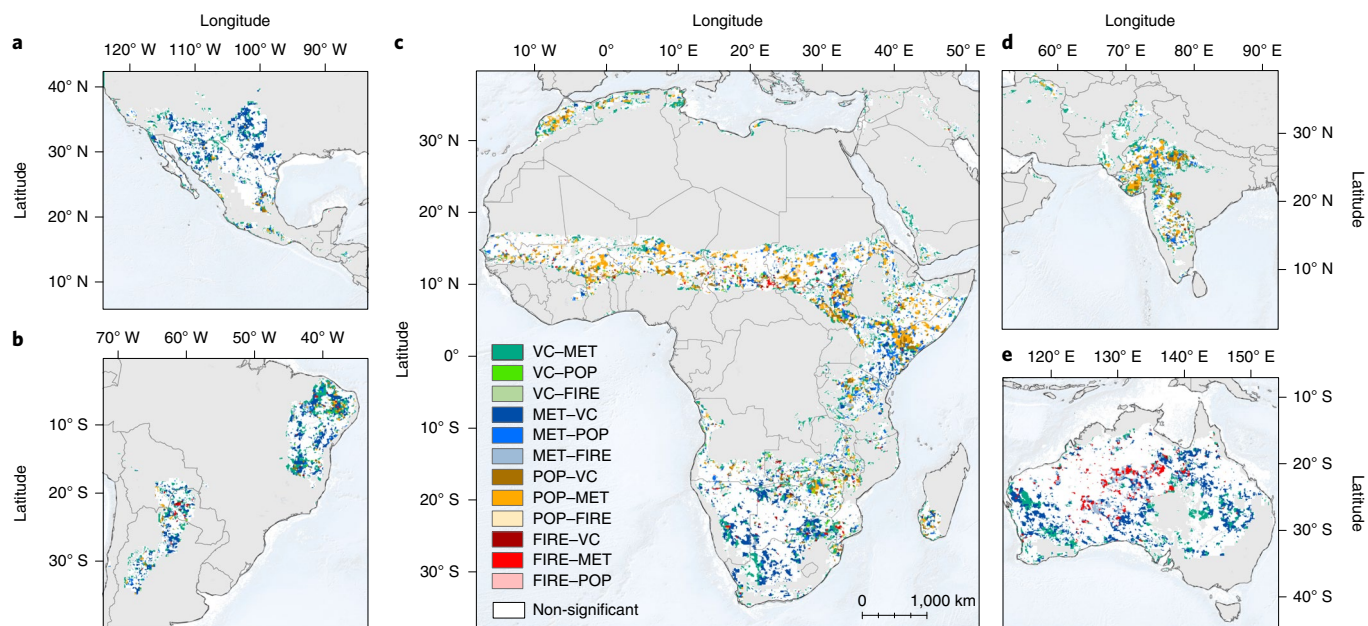 Longitude
a
120° W 110° W 100° W 90° W
40° N
30° N
20° N
10° N
Latitude
b
70° W 60° W 50° W 40° W
10° S
20° S
30° S
Latitude
Longitude
c
10° W 0° 10° E 20° E 30° E 40° E 50° E
30° N
20° N
10° N
0°
10° S
20° S
30° S
Latitude
VC–MET
VC–POP
VC–FIRE
MET–VC
MET–POP
MET–FIRE
POP–VC
POP–MET
POP–FIRE
FIRE–VC
FIRE–MET
FIRE–POP
Non-significant
0 1,000 km
Longitude
d
60° E 70° E 80° E 90° E
30° N
20° N
10° N
Latitude
e
120° E 130° E 140° E 150° E
10° S
20° S
30° S
40° S
Latitude